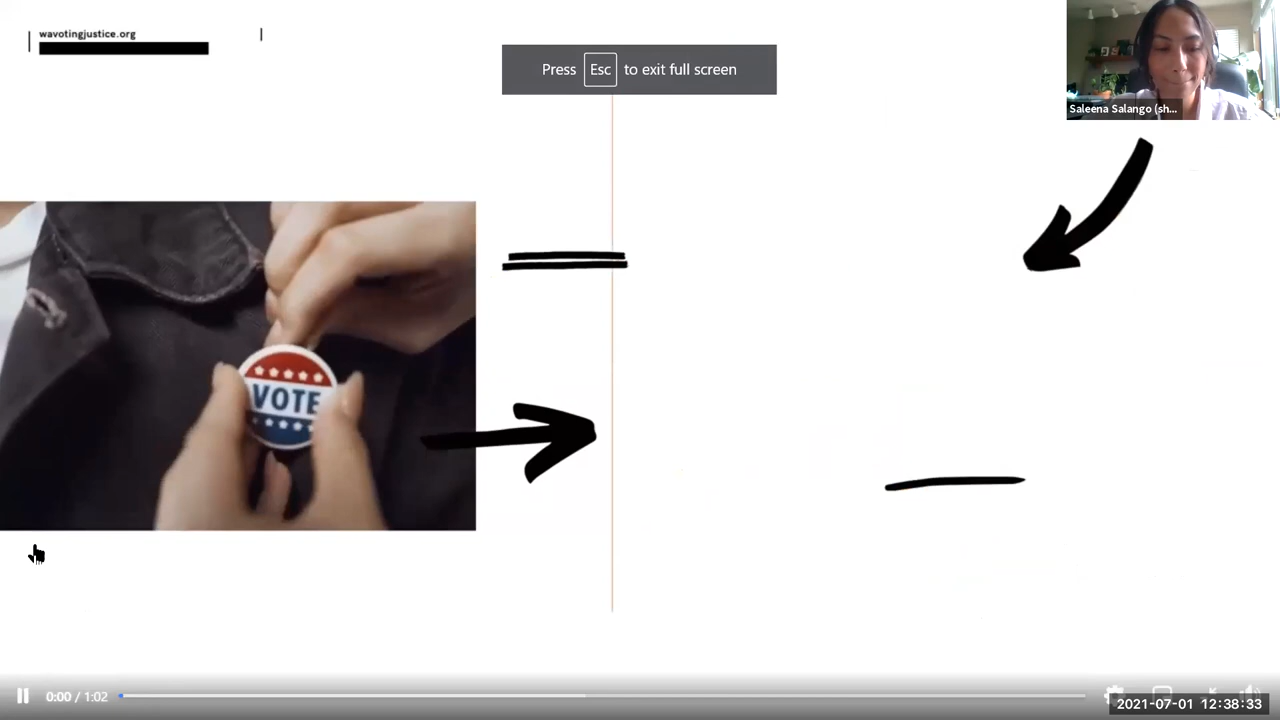 wavotingjustice.org
Press Esc to exit full screen
Saleena Salango (sh...
VOTE
0:00 / 1:02
2021-07-01 12:38:33